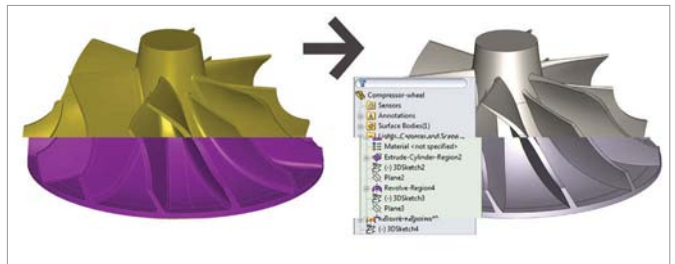 Compressor-wheel
Sensors
Annotations
Surface Bodies(1)
Material <not specified>
Extrude-Cylinder-Region2
(-) 3DSketch2
Plane2
Revolve-Region4
(-) 3DSketch3
Plane3
(-) 3DSketch4